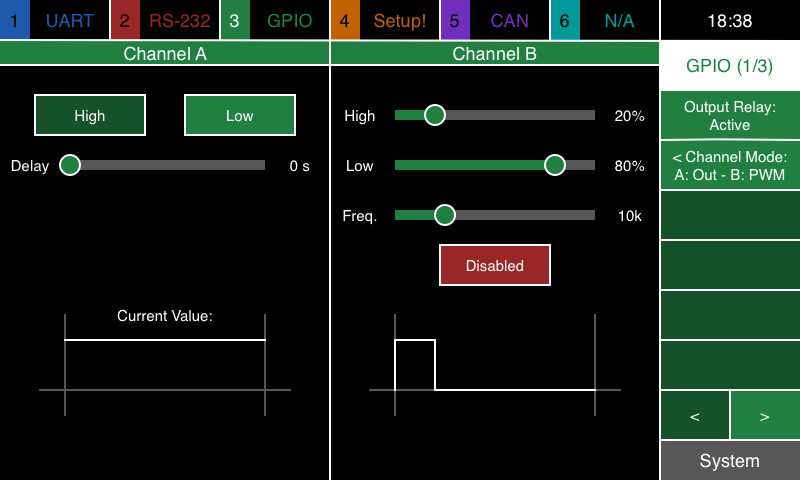 1 UART 2 RS-232 3 GPIO 4 Setup! 5 CAN 6 N/A 18:38
Channel A
High Low
Delay 0 s
Current Value:
Channel B
High 20%
Low 80%
Freq. 10k
Disabled
GPIO (1/3)
Output Relay:
Active
< Channel Mode:
A: Out - B: PWM
< >
System